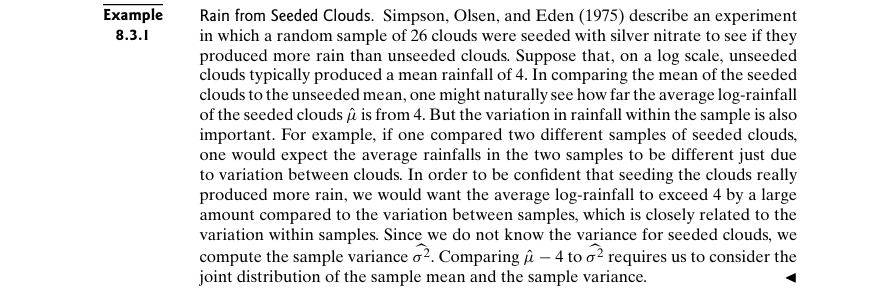 Example Rain from Seeded Clouds. Simpson, Olsen, and Eden (1975) describe an experiment
8.3.1 in which a random sample of 26 clouds were seeded with silver nitrate to see if they
produced more rain than unseeded clouds. Suppose that, on a log scale, unseeded
clouds typically produced a mean rainfall of 4. In comparing the mean of the seeded
clouds to the unseeded mean, one might naturally see how far the average log-rainfall
of the seeded clouds μ̂ is from 4. But the variation in rainfall within the sample is also
important. For example, if one compared two different samples of seeded clouds,
one would expect the average rainfalls in the two samples to be different just due
to variation between clouds. In order to be confident that seeding the clouds really
produced more rain, we would want the average log-rainfall to exceed 4 by a large
amount compared to the variation between samples, which is closely related to the
variation within samples. Since we do not know the variance for seeded clouds, we
compute the sample variance σ̂². Comparing μ̂ − 4 to σ̂² requires us to consider the
joint distribution of the sample mean and the sample variance. ◄